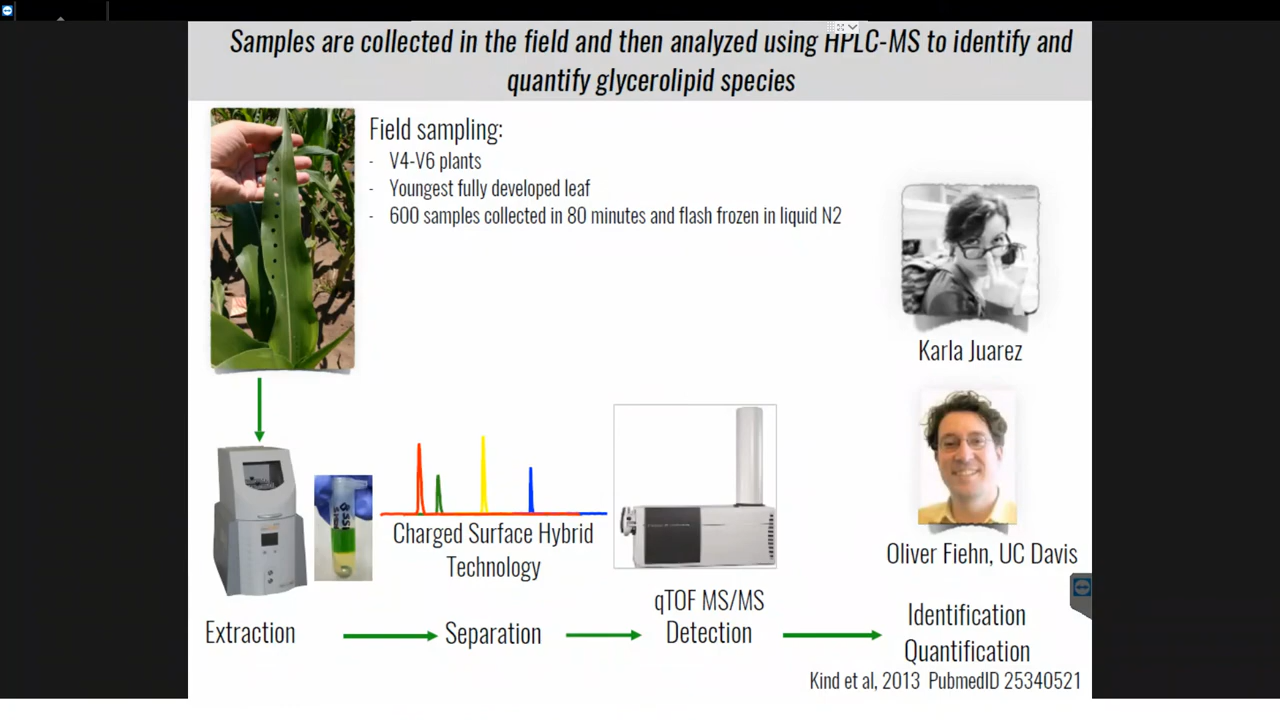 Samples are collected in the field and then analyzed using HPLC-MS to identify and
quantify glycerolipid species
Field sampling:
- V4-V6 plants
- Youngest fully developed leaf
- 600 samples collected in 80 minutes and flash frozen in liquid N2
Karla Juarez
Oliver Fiehn, UC Davis
Charged Surface Hybrid
Technology
qTOF MS/MS
Detection
Extraction
Separation
Identification
Quantification
Kind et al, 2013 PubmedID 25340521